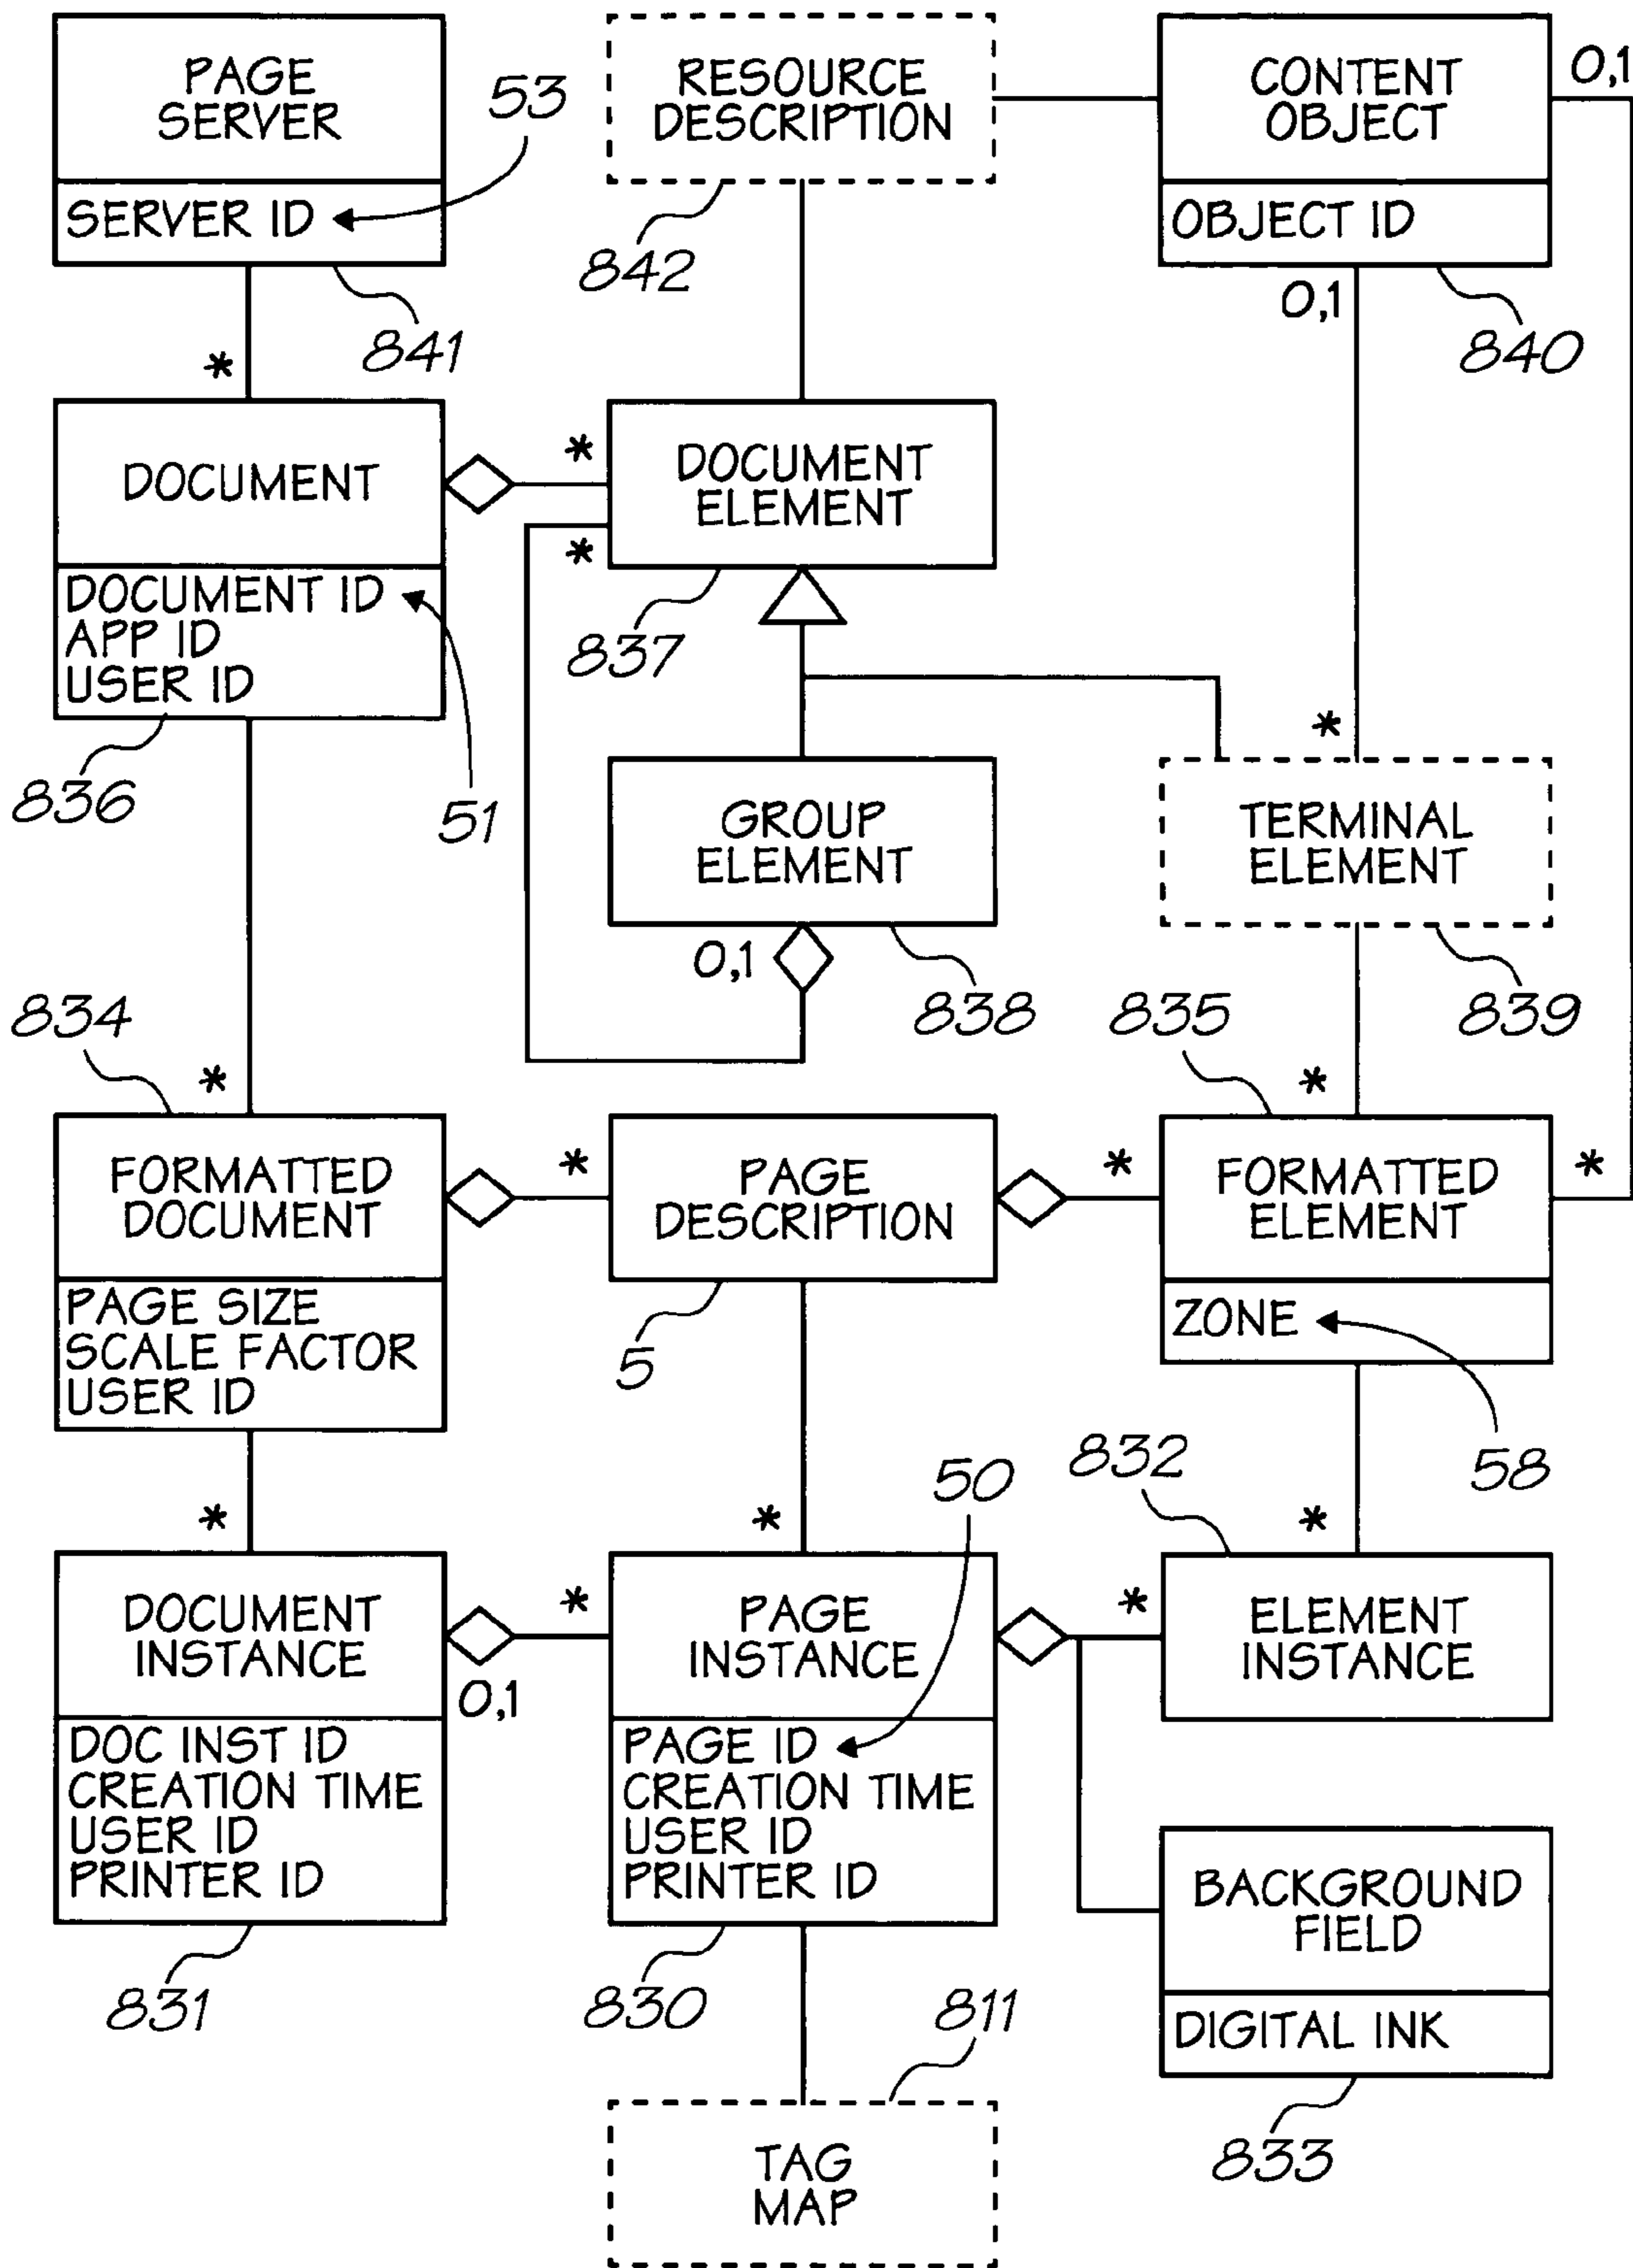 PAGE
SERVER
53
SERVER ID
841
RESOURCE
DESCRIPTION
842
CONTENT
OBJECT
0,1
OBJECT ID
0,1
840
*
DOCUMENT
DOCUMENT ID
APP ID
USER ID
836
51
*
DOCUMENT
ELEMENT
*
837
GROUP
ELEMENT
0,1
838
*
TERMINAL
ELEMENT
839
834
*
FORMATTED
DOCUMENT
PAGE SIZE
SCALE FACTOR
USER ID
*
PAGE
DESCRIPTION
5
835
*
*
FORMATTED
ELEMENT
*
ZONE
58
*
DOCUMENT
INSTANCE
0,1
DOC INST ID
CREATION TIME
USER ID
PRINTER ID
831
*
*
50
PAGE
INSTANCE
PAGE ID
CREATION TIME
USER ID
PRINTER ID
830
832
*
*
ELEMENT
INSTANCE
BACKGROUND
FIELD
DIGITAL INK
833
811
TAG
MAP